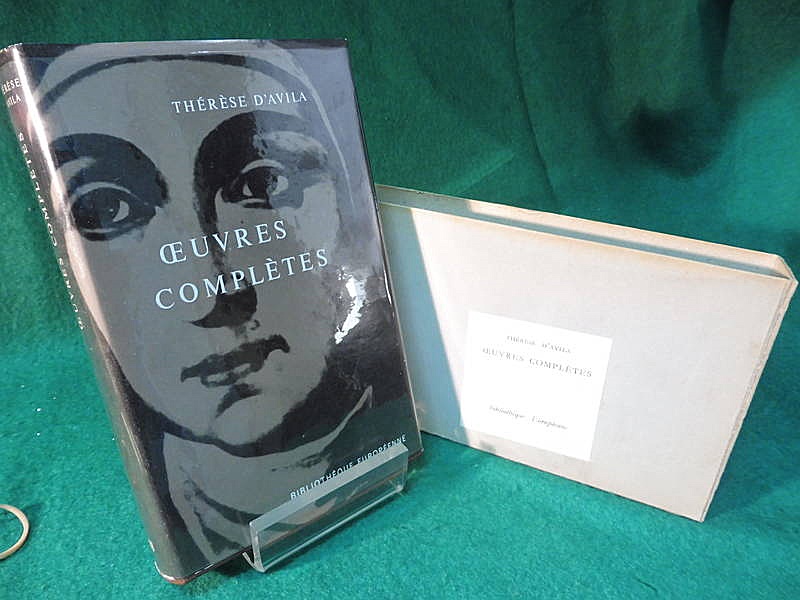 THÉRÈSE D'AVILA
ŒUVRES
COMPLÈTES
BIBLIOTHÈQUE EUROPÉENNE
THÉRÈSE
D'AVILA
ŒUVRES COMPLÈTES
THÉRÈSE D'AVILA
ŒUVRES COMPLÈTES
Bibliothèque Européenne